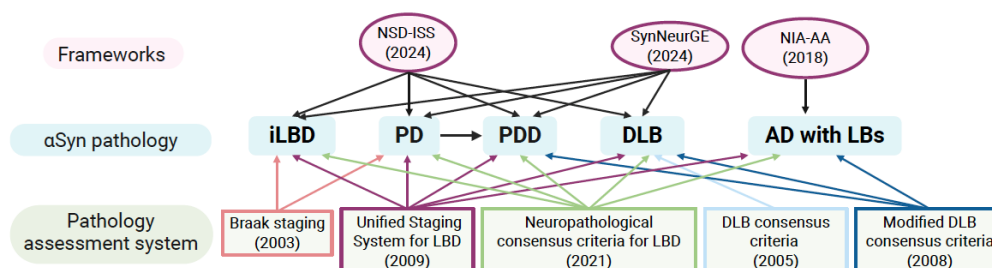 Frameworks
NSD-ISS
(2024)
SynNeurGE
(2024)
NIA-AA
(2018)
αSyn pathology
iLBD
PD
PDD
DLB
AD with LBs
Pathology
assessment system
Braak staging
(2003)
Unified Staging
System for LBD
(2009)
Neuropathological
consensus criteria for LBD
(2021)
DLB consensus
criteria
(2005)
Modified DLB
consensus criteria
(2008)